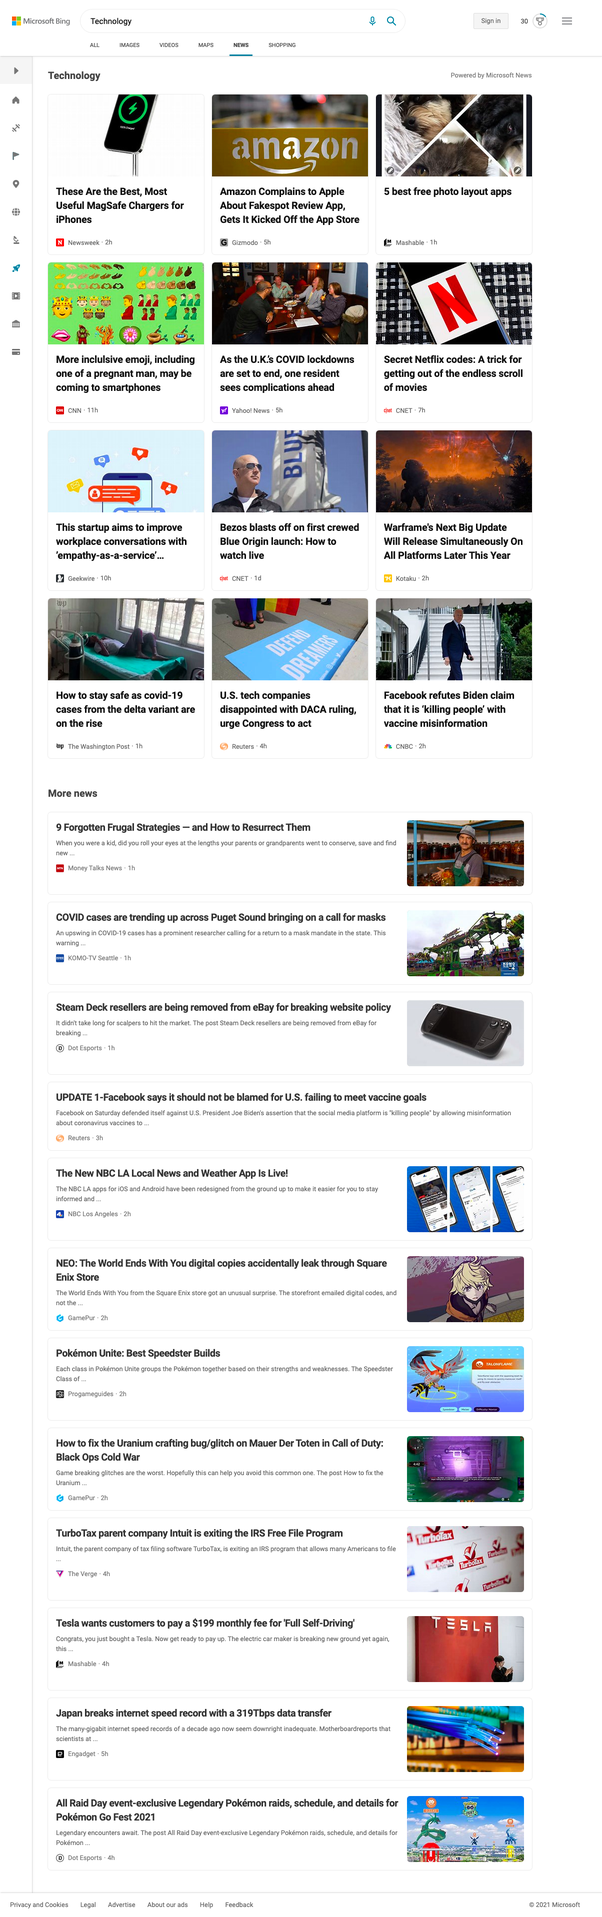 Microsoft Bing
Technology
Sign in
30
ALL IMAGES VIDEOS MAPS NEWS SHOPPING
Technology
Powered by Microsoft News
amazon
These Are the Best, Most
Useful MagSafe Chargers for
iPhones
Newsweek · 2h
Amazon Complains to Apple
About Fakespot Review App,
Gets It Kicked Off the App Store
Gizmodo · 5h
5 best free photo layout apps
Mashable · 1h
N
More inclulsive emoji, including
one of a pregnant man, may be
coming to smartphones
CNN · 11h
As the U.K.'s COVID lockdowns
are set to end, one resident
sees complications ahead
Yahoo! News · 5h
Secret Netflix codes: A trick for
getting out of the endless scroll
of movies
CNET · 7h
BLUE
This startup aims to improve
workplace conversations with
'empathy-as-a-service'...
Geekwire · 10h
Bezos blasts off on first crewed
Blue Origin launch: How to
watch live
CNET · 1d
Warframe's Next Big Update
Will Release Simultaneously On
All Platforms Later This Year
Kotaku · 2h
DEFEND
DREAMERS
How to stay safe as covid-19
cases from the delta variant are
on the rise
The Washington Post · 1h
U.S. tech companies
disappointed with DACA ruling,
urge Congress to act
Reuters · 4h
Facebook refutes Biden claim
that it is 'killing people' with
vaccine misinformation
CNBC · 2h
More news
9 Forgotten Frugal Strategies — and How to Resurrect Them
When you were a kid, did you roll your eyes at the lengths your parents or grandparents went to conserve, save and find
new ...
Money Talks News · 1h
COVID cases are trending up across Puget Sound bringing on a call for masks
An upswing in COVID-19 cases has a prominent researcher calling for a return to a mask mandate in the state. This
warning ...
KOMO-TV Seattle · 1h
Steam Deck resellers are being removed from eBay for breaking website policy
It didn't take long for scalpers to hit the market. The post Steam Deck resellers are being removed from eBay for
breaking ...
Dot Esports · 1h
UPDATE 1-Facebook says it should not be blamed for U.S. failing to meet vaccine goals
Facebook on Saturday defended itself against U.S. President Joe Biden's assertion that the social media platform is "killing people" by allowing misinformation
about coronavirus vaccines to ...
Reuters · 3h
The New NBC LA Local News and Weather App Is Live!
The NBC LA apps for iOS and Android have been redesigned from the ground up to make it easier for you to stay
informed and ...
NBC Los Angeles · 2h
NEO: The World Ends With You digital copies accidentally leak through Square
Enix Store
The World Ends With You from the Square Enix store got an unusual surprise. The storefront emailed digital codes, and
not the ...
GamePur · 2h
Pokémon Unite: Best Speedster Builds
Each class in Pokémon Unite groups the Pokémon together based on their strengths and weaknesses. The Speedster
Class of ...
Progameguides · 2h
How to fix the Uranium crafting bug/glitch on Mauer Der Toten in Call of Duty:
Black Ops Cold War
Game breaking glitches are the worst. Hopefully this can help you avoid this common one. The post How to fix the
Uranium ...
GamePur · 2h
TurboTax parent company Intuit is exiting the IRS Free File Program
Intuit, the parent company of tax filing software TurboTax, is exiting an IRS program that allows many Americans to file
...
The Verge · 4h
TurboTax
Tesla wants customers to pay a $199 monthly fee for 'Full Self-Driving'
Congrats, you just bought a Tesla. Now get ready to pay up. The electric car maker is breaking new ground yet again,
this ...
Mashable · 4h
TESLA
Japan breaks internet speed record with a 319Tbps data transfer
The many-gigabit internet speed records of a decade ago now seem downright inadequate. Motherboardreports that
scientists at ...
Engadget · 5h
All Raid Day event-exclusive Legendary Pokémon raids, schedule, and details for
Pokémon Go Fest 2021
Legendary encounters await. The post All Raid Day event-exclusive Legendary Pokémon raids, schedule, and details for
Pokémon ...
Dot Esports · 4h
Privacy and Cookies Legal Advertise About our ads Help Feedback
© 2021 Microsoft